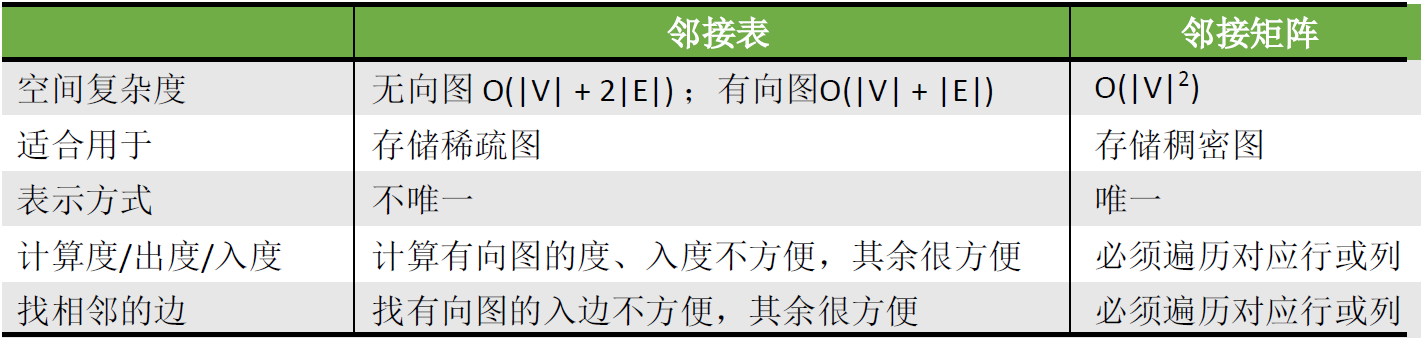 邻接表 邻接矩阵
空间复杂度 无向图 O(|V| + 2|E|)；有向图O(|V| + |E|) O(|V|²)
适合用于 存储稀疏图 存储稠密图
表示方式 不唯一 唯一
计算度/出度/入度 计算有向图的度、入度不方便，其余很方便 必须遍历对应行或列
找相邻的边 找有向图的入边不方便，其余很方便 必须遍历对应行或列